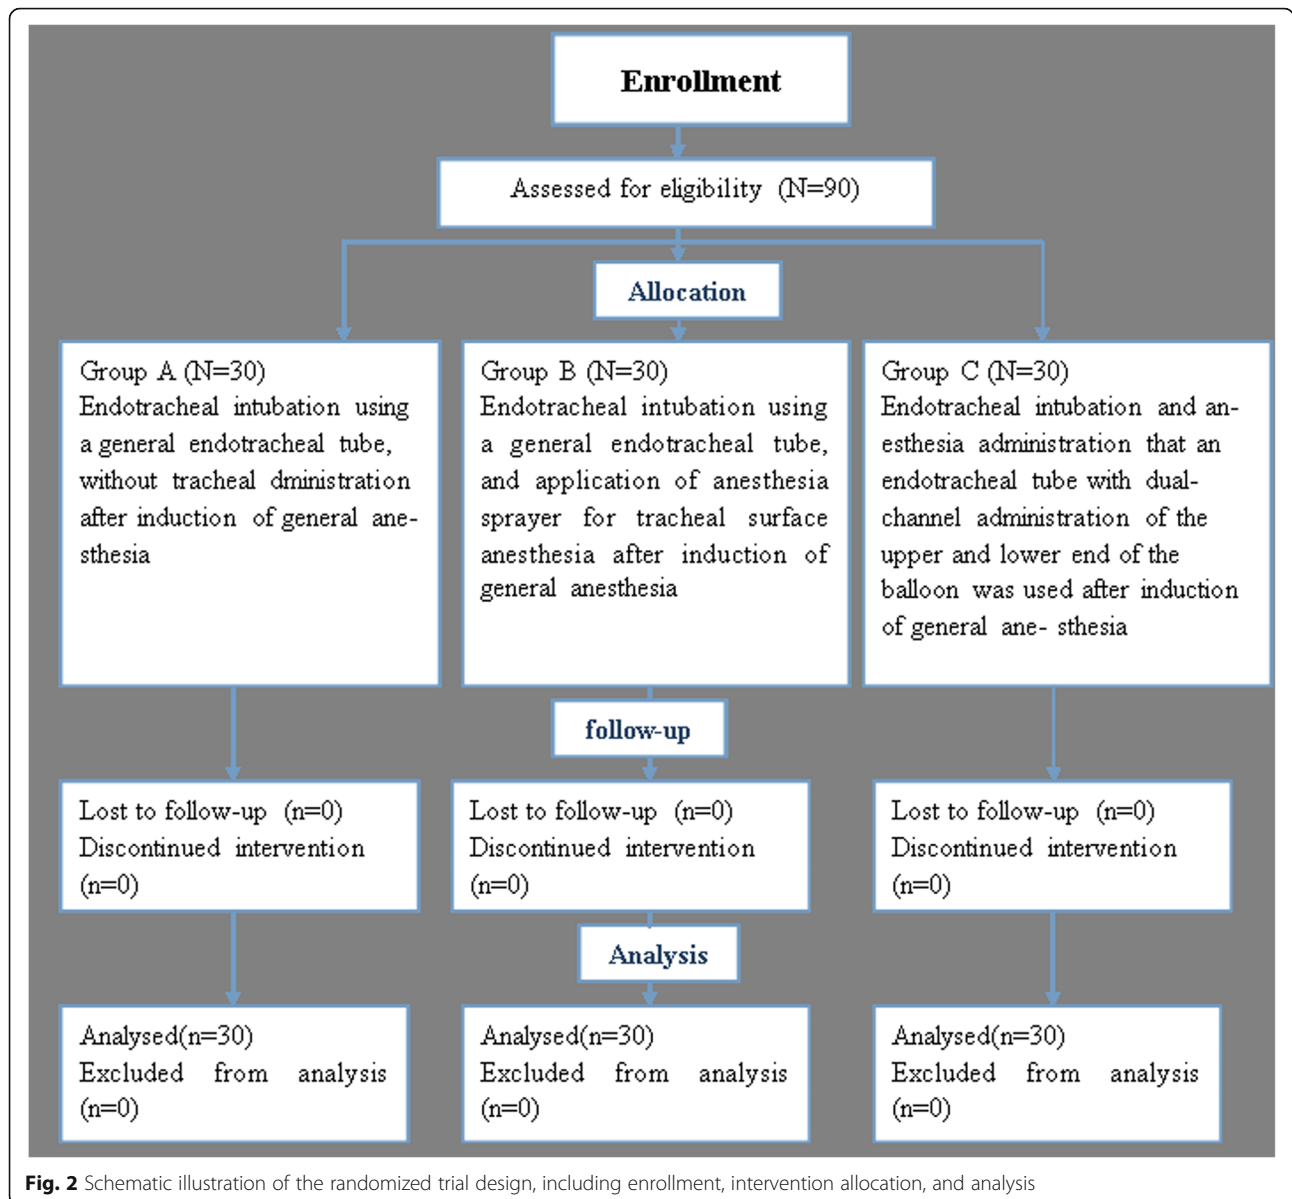 Enrollment
Assessed for eligibility (N=90)
Allocation
Group A (N=30)
Endotracheal intubation using
a general endotracheal tube,
without tracheal dministration
after induction of general ane-
sthesia
Group B (N=30)
Endotracheal intubation using
a general endotracheal tube,
and application of anesthesia
sprayer for tracheal surface
anesthesia after induction of
general anesthesia
Group C (N=30)
Endotracheal intubation and an-
esthesia administration that an
endotracheal tube with dual-
channel administration of the
upper and lower end of the
balloon was used after induction
of general ane- sthesia
follow-up
Lost to follow-up (n=0)
Discontinued intervention
(n=0)
Lost to follow-up (n=0)
Discontinued intervention
(n=0)
Lost to follow-up (n=0)
Discontinued intervention
(n=0)
Analysis
Analysed(n=30)
Excluded from analysis
(n=0)
Analysed(n=30)
Excluded from analysis
(n=0)
Analysed(n=30)
Excluded from analysis
(n=0)
Fig. 2 Schematic illustration of the randomized trial design, including enrollment, intervention allocation, and analysis